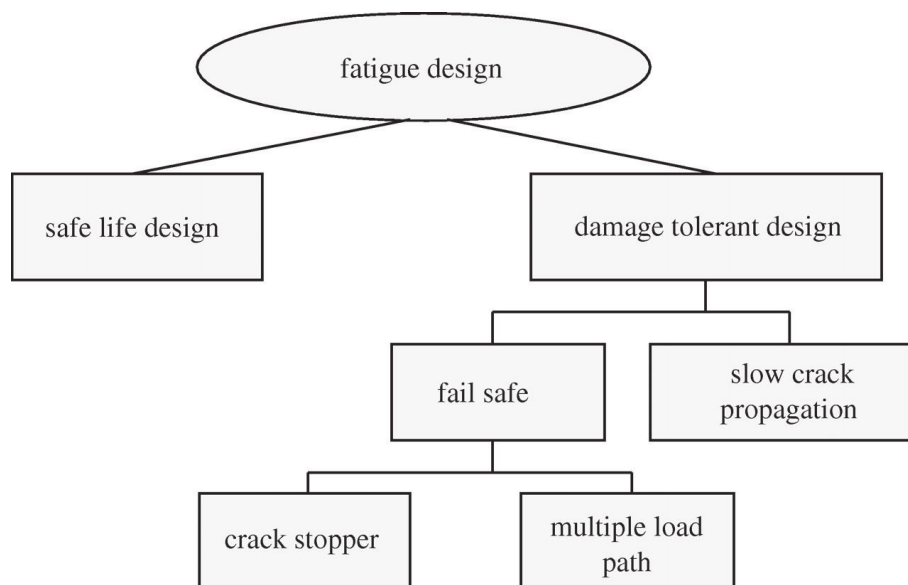 fatigue design
safe life design
damage tolerant design
fail safe
slow crack
propagation
crack stopper
multiple load
path